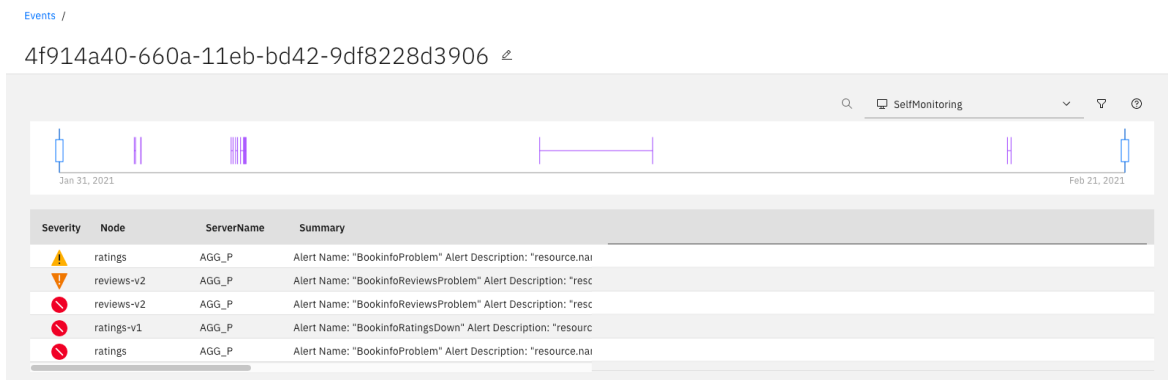 Events /
4f914a40-660a-11eb-bd42-9df8228d3906
SelfMonitoring
Jan 31, 2021 Feb 21, 2021
Severity Node ServerName Summary
ratings AGG_P Alert Name: "BookinfoProblem" Alert Description: "resource.nar
reviews-v2 AGG_P Alert Name: "BookinfoReviewsProblem" Alert Description: "resc
reviews-v2 AGG_P Alert Name: "BookinfoReviewsProblem" Alert Description: "resc
ratings-v1 AGG_P Alert Name: "BookinfoRatingsDown" Alert Description: "resourc
ratings AGG_P Alert Name: "BookinfoProblem" Alert Description: "resource.nar